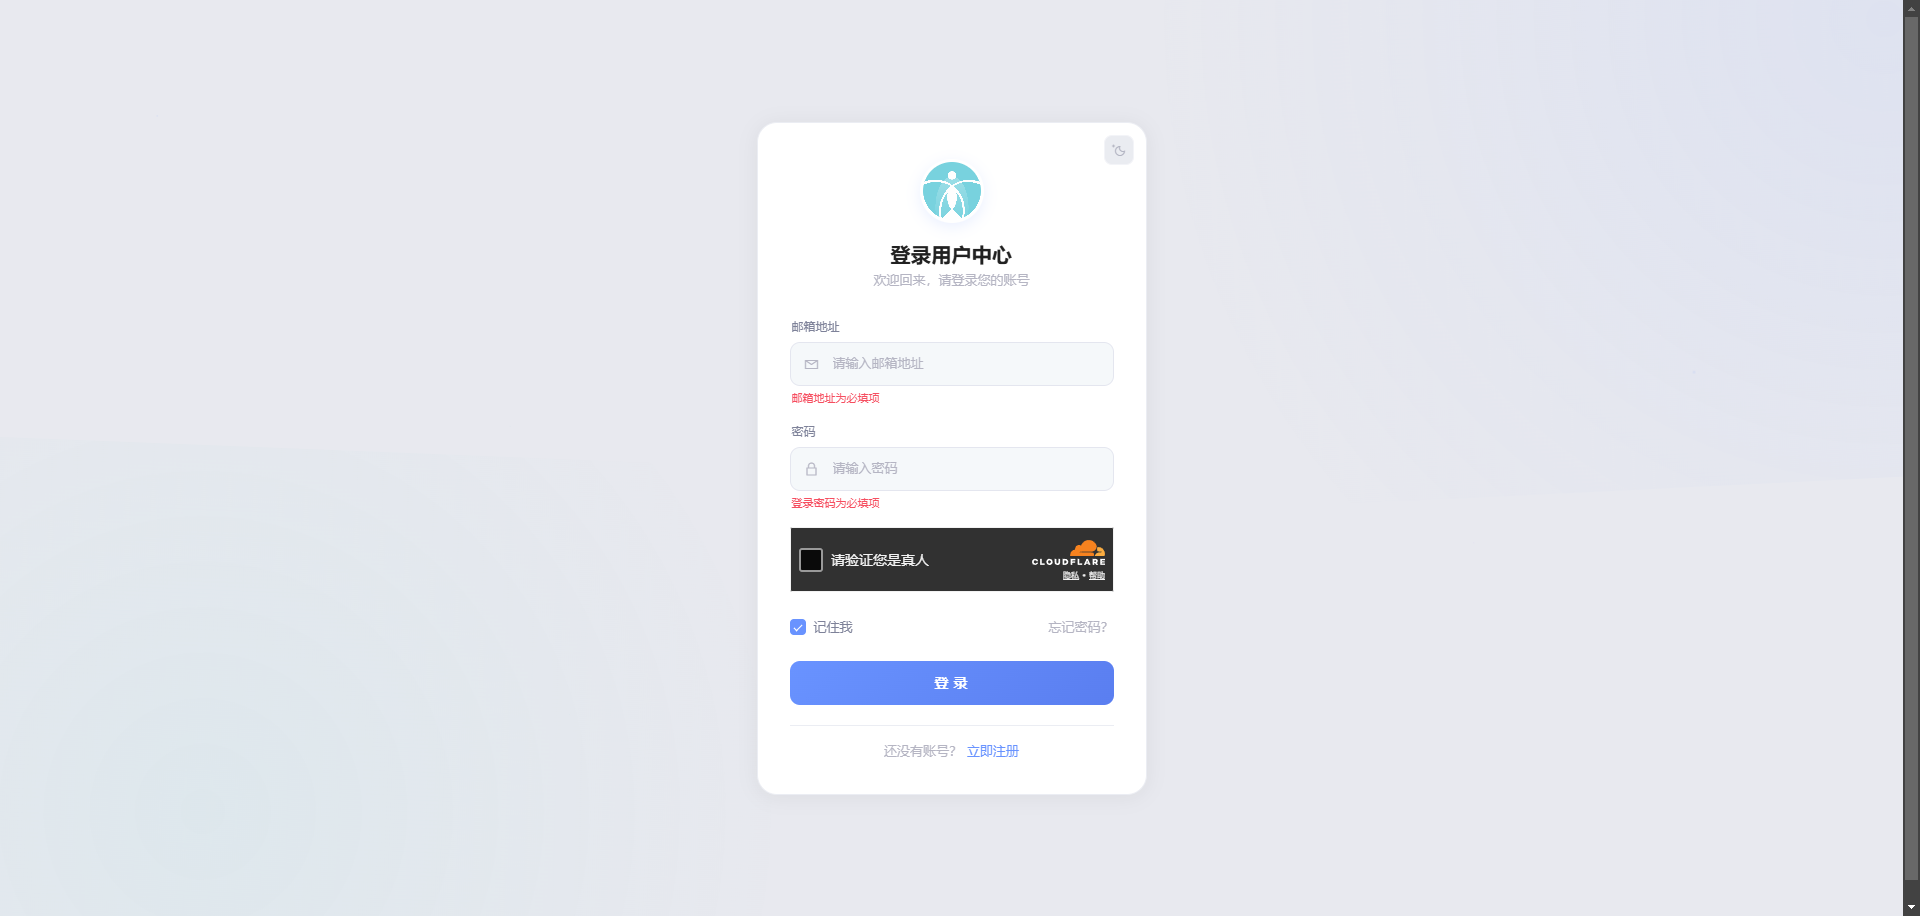 登录用户中心
欢迎回来，请登录您的账号
邮箱地址
请输入邮箱地址
邮箱地址为必填项
密码
请输入密码
登录密码为必填项
请验证您是真人
CLOUDFLARE
隐私 • 帮助
记住我
忘记密码?
登 录
还没有账号? 立即注册